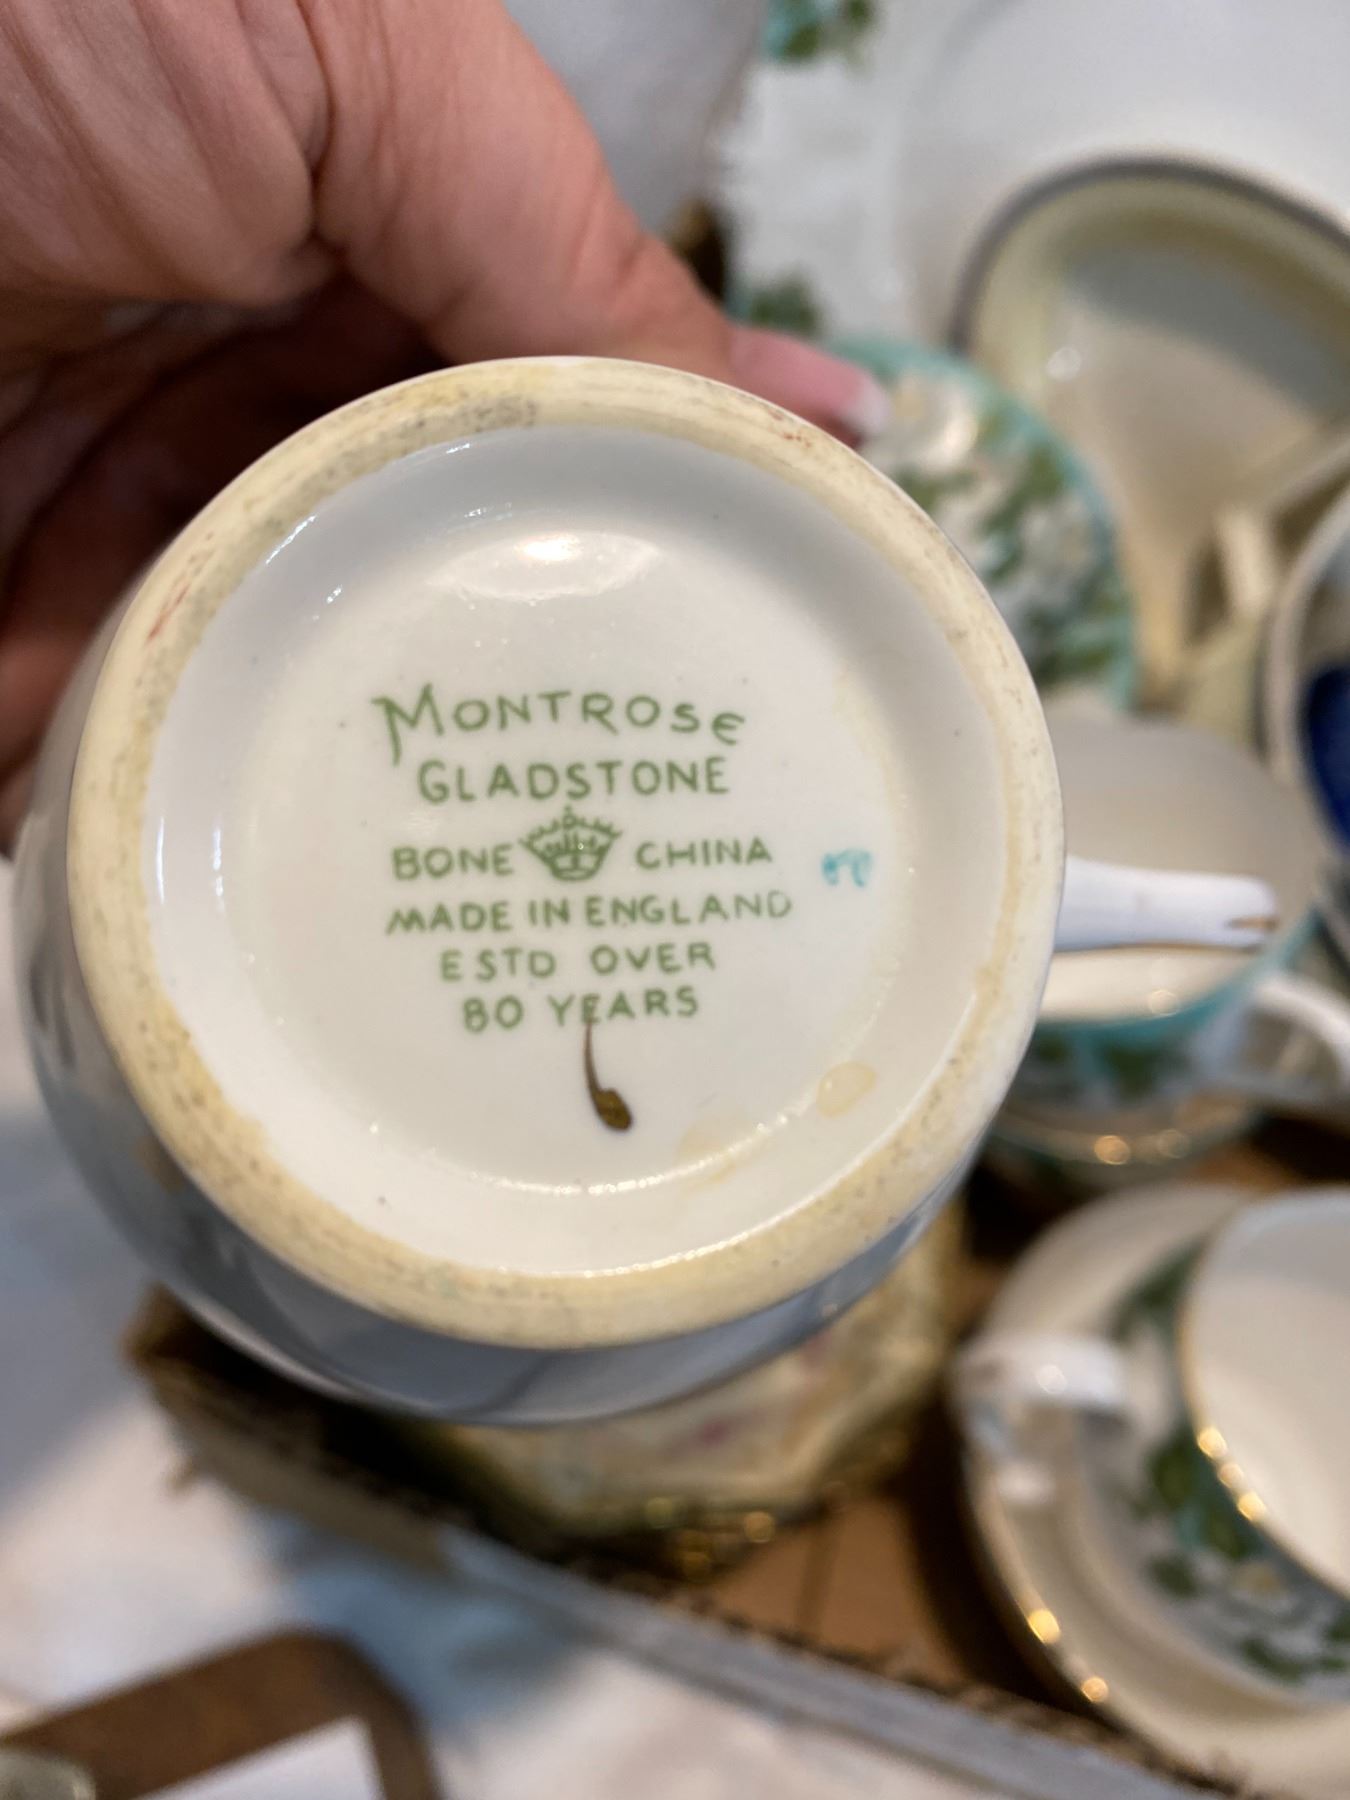 MONTROSE
GLADSTONE
BONE CHINA
MADE IN ENGLAND
ESTD OVER
80 YEARS